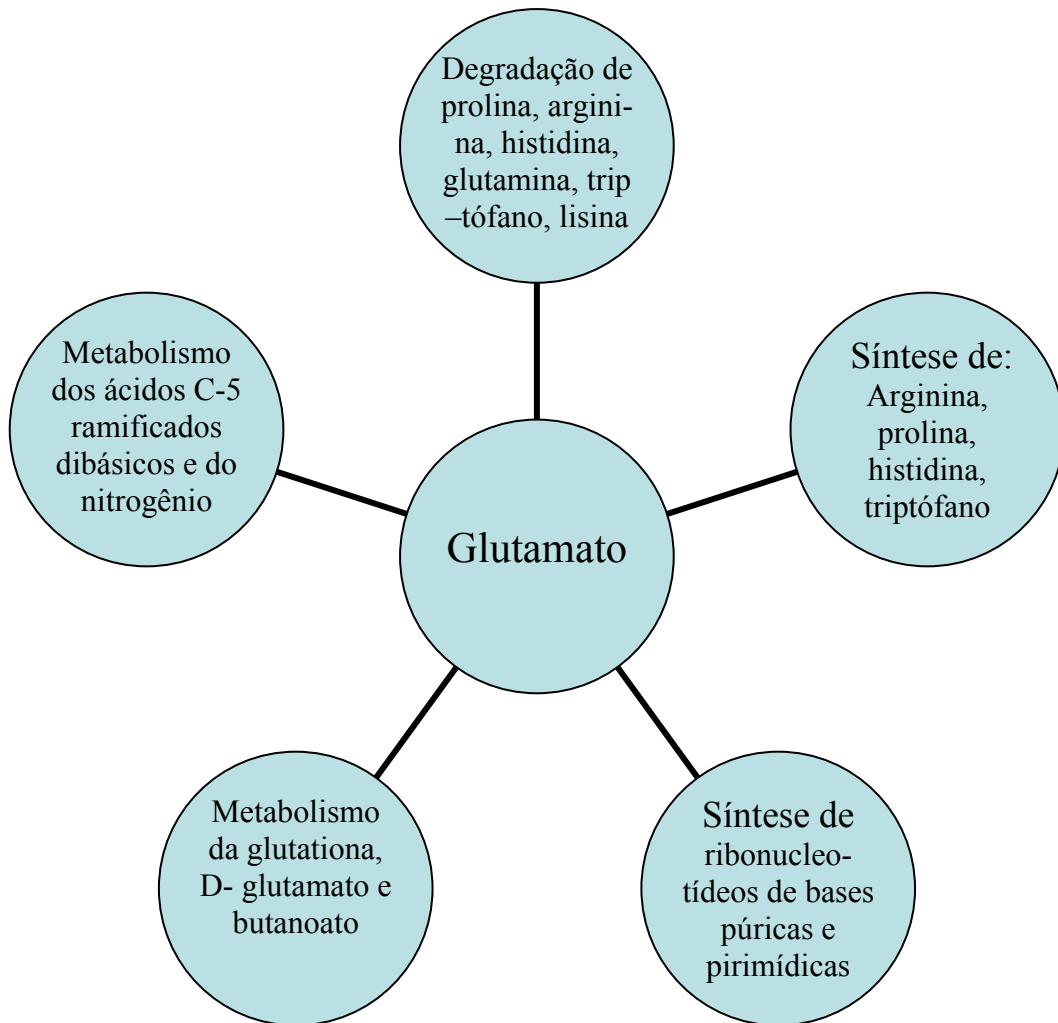 Degradação de
prolina, argini-
na, histidina,
glutamina, trip
–tófano, lisina
Metabolismo
dos ácidos C-5
ramificados
dibásicos e do
nitrogênio
Síntese de:
Arginina,
prolina,
histidina,
triptófano
Glutamato
Metabolismo
da glutationa,
D- glutamato e
butanoato
Síntese de
ribonucleo-
tídeos de bases
púricas e
pirimídicas